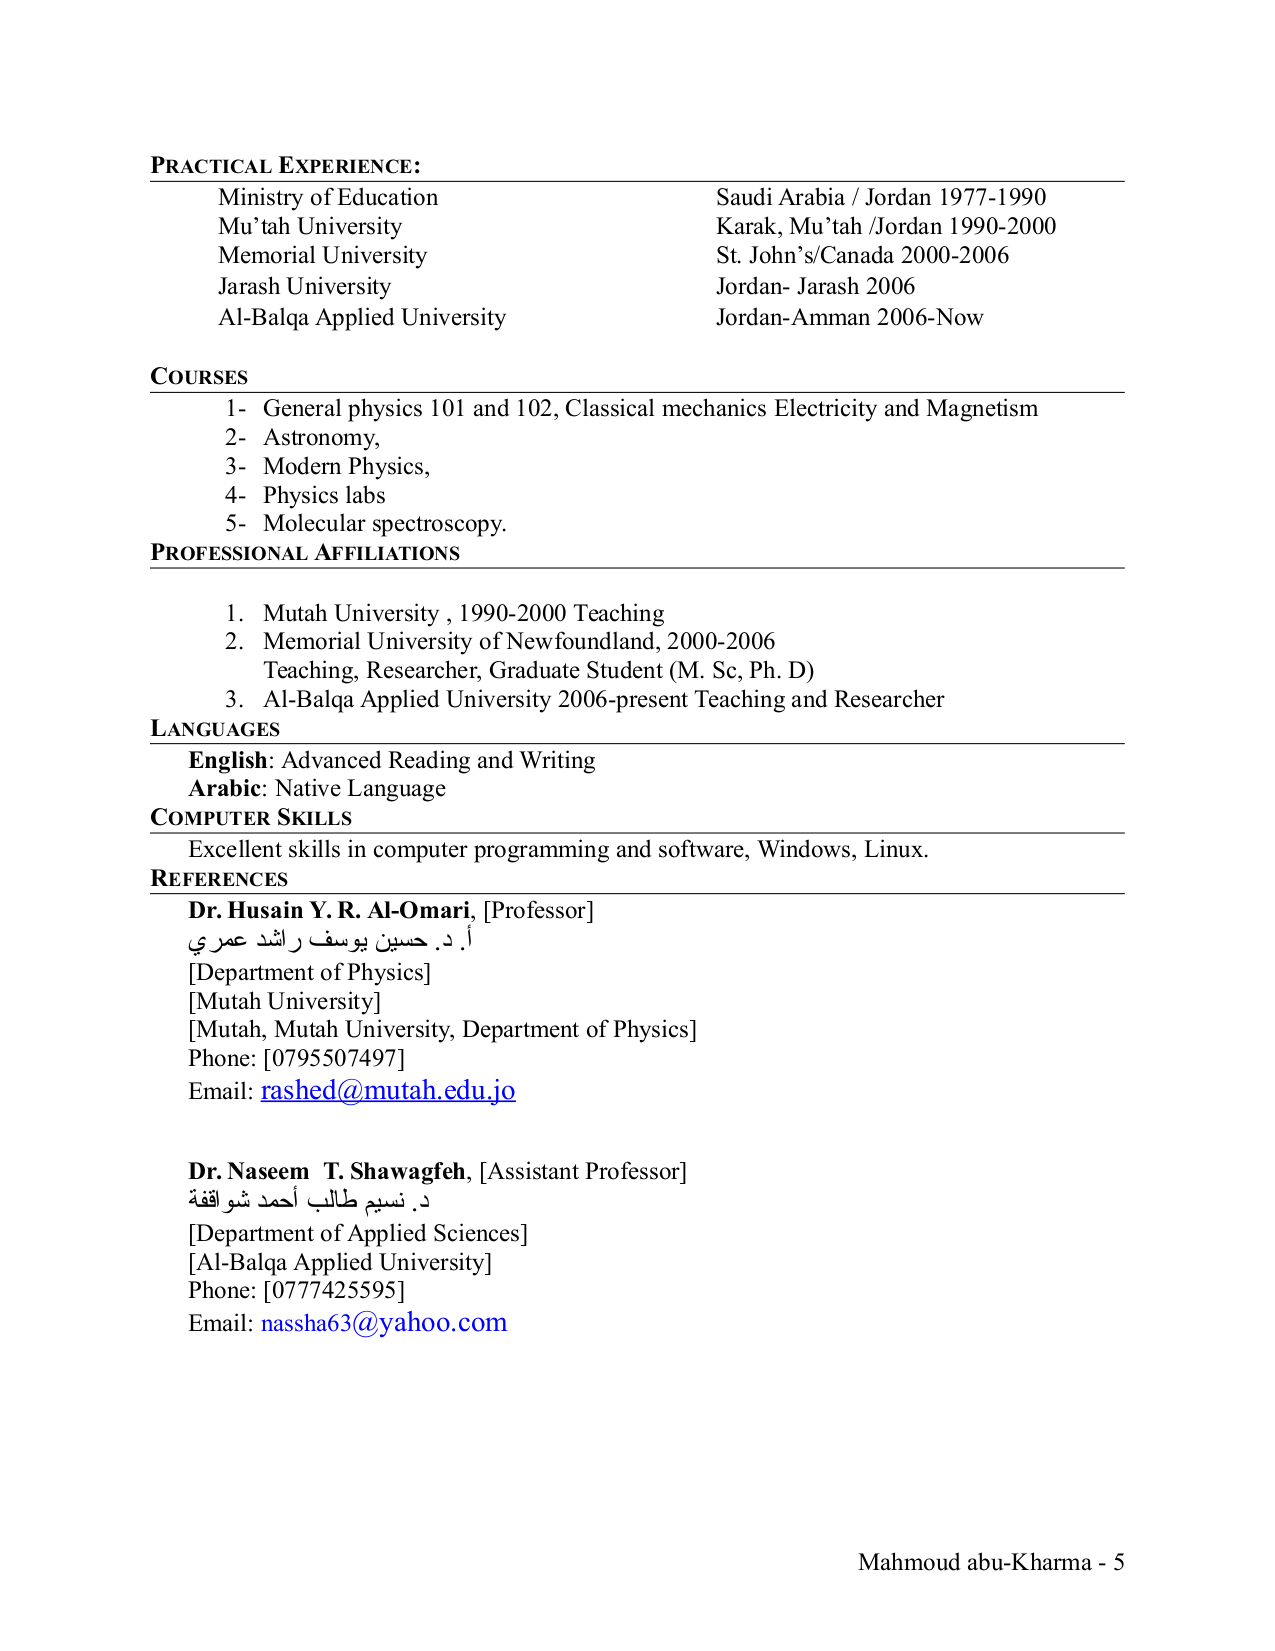 PRACTICAL EXPERIENCE:
Ministry of Education Saudi Arabia / Jordan 1977-1990
Mu’tah University Karak, Mu’tah /Jordan 1990-2000
Memorial University St. John’s/Canada 2000-2006
Jarash University Jordan- Jarash 2006
Al-Balqa Applied University Jordan-Amman 2006-Now
COURSES
1- General physics 101 and 102, Classical mechanics Electricity and Magnetism
2- Astronomy,
3- Modern Physics,
4- Physics labs
5- Molecular spectroscopy.
PROFESSIONAL AFFILIATIONS
1. Mutah University , 1990-2000 Teaching
2. Memorial University of Newfoundland, 2000-2006
Teaching, Researcher, Graduate Student (M. Sc, Ph. D)
3. Al-Balqa Applied University 2006-present Teaching and Researcher
LANGUAGES
English: Advanced Reading and Writing
Arabic: Native Language
COMPUTER SKILLS
Excellent skills in computer programming and software, Windows, Linux.
REFERENCES
Dr. Husain Y. R. Al-Omari, [Professor]
أ. د. حسين يوسف راشد عمري
[Department of Physics]
[Mutah University]
[Mutah, Mutah University, Department of Physics]
Phone: [0795507497]
Email: rashed@mutah.edu.jo
Dr. Naseem T. Shawagfeh, [Assistant Professor]
د. نسيم طالب أحمد شواقفة
[Department of Applied Sciences]
[Al-Balqa Applied University]
Phone: [0777425595]
Email: nassha63@yahoo.com
Mahmoud abu-Kharma - 5